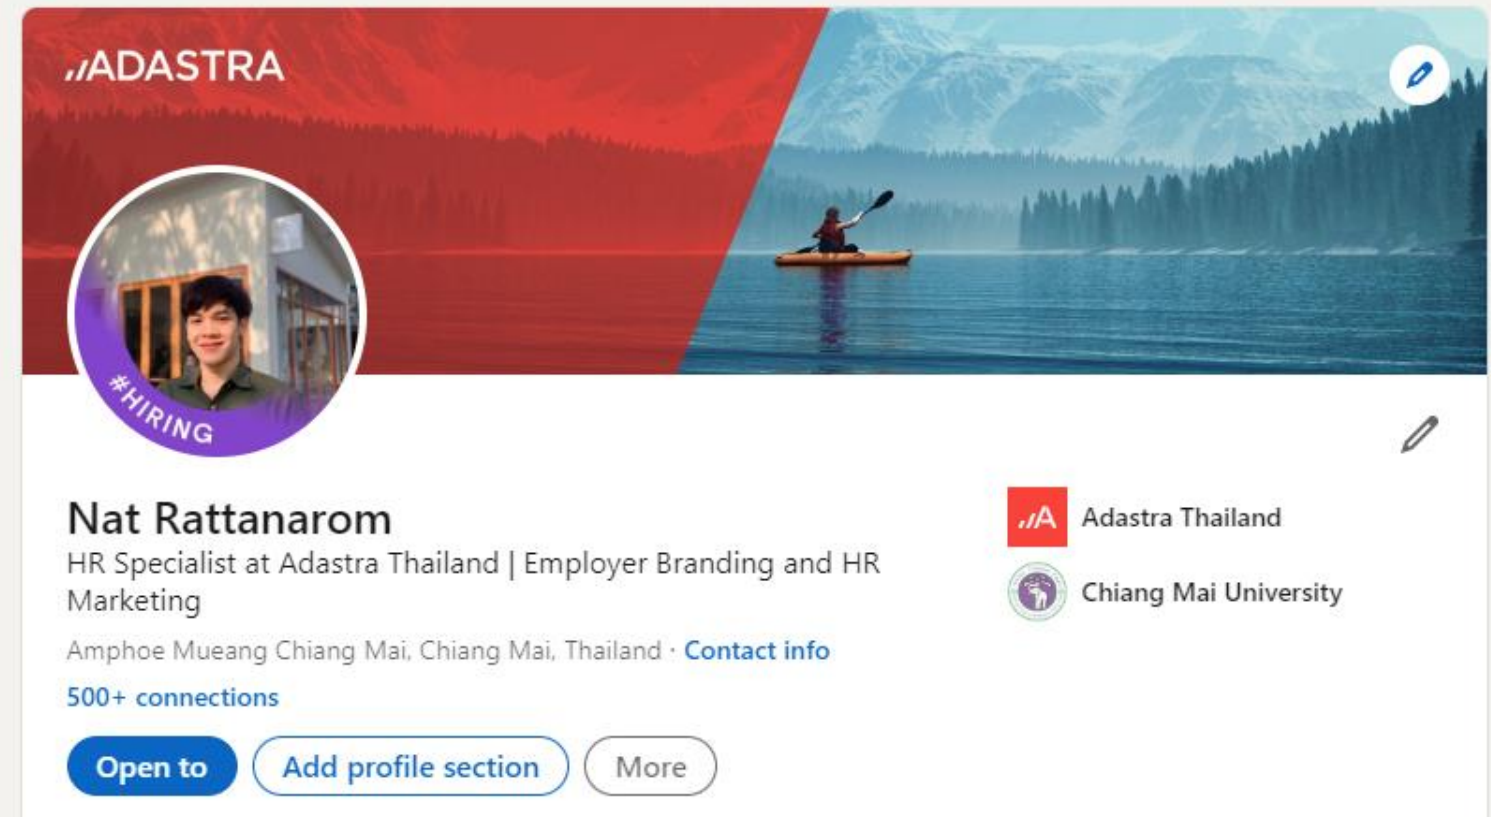 ADASTRA
#HIRING
Nat Rattanarom
HR Specialist at Adastra Thailand | Employer Branding and HR
Marketing
Amphoe Mueang Chiang Mai, Chiang Mai, Thailand · Contact info
500+ connections
Open to
Add profile section
More
A
Adastra Thailand
Chiang Mai University